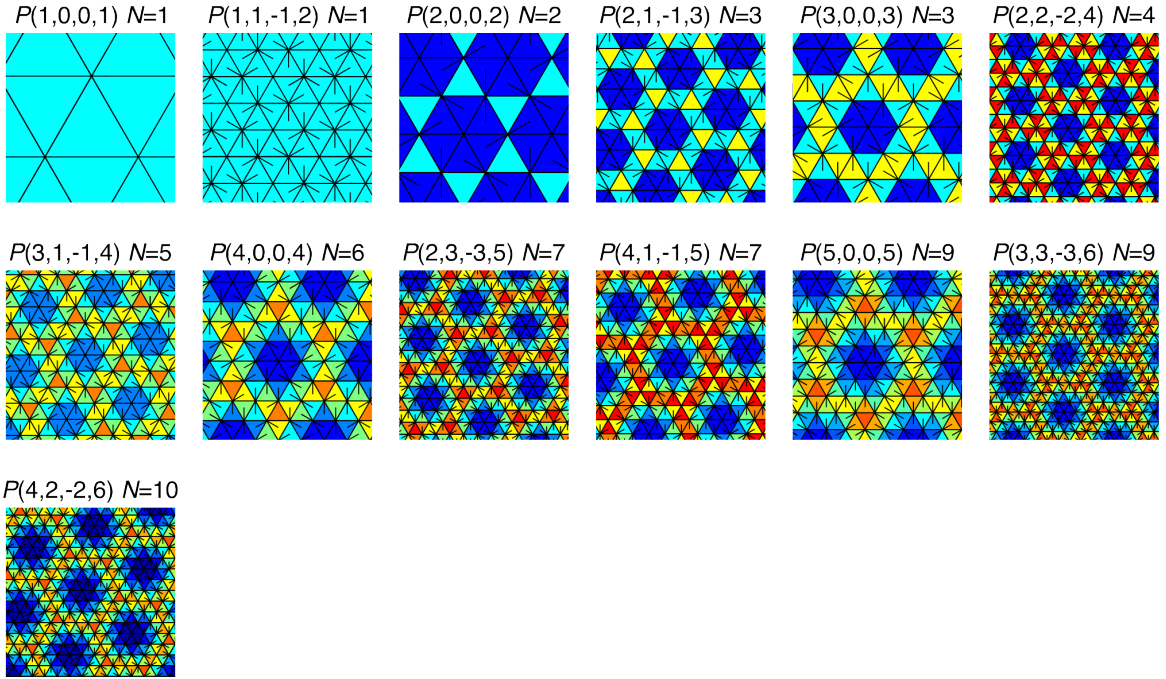 P(1,0,0,1) N=1
P(1,1,-1,2) N=1
P(2,0,0,2) N=2
P(2,1,-1,3) N=3
P(3,0,0,3) N=3
P(2,2,-2,4) N=4
P(3,1,-1,4) N=5
P(4,0,0,4) N=6
P(2,3,-3,5) N=7
P(4,1,-1,5) N=7
P(5,0,0,5) N=9
P(3,3,-3,6) N=9
P(4,2,-2,6) N=10